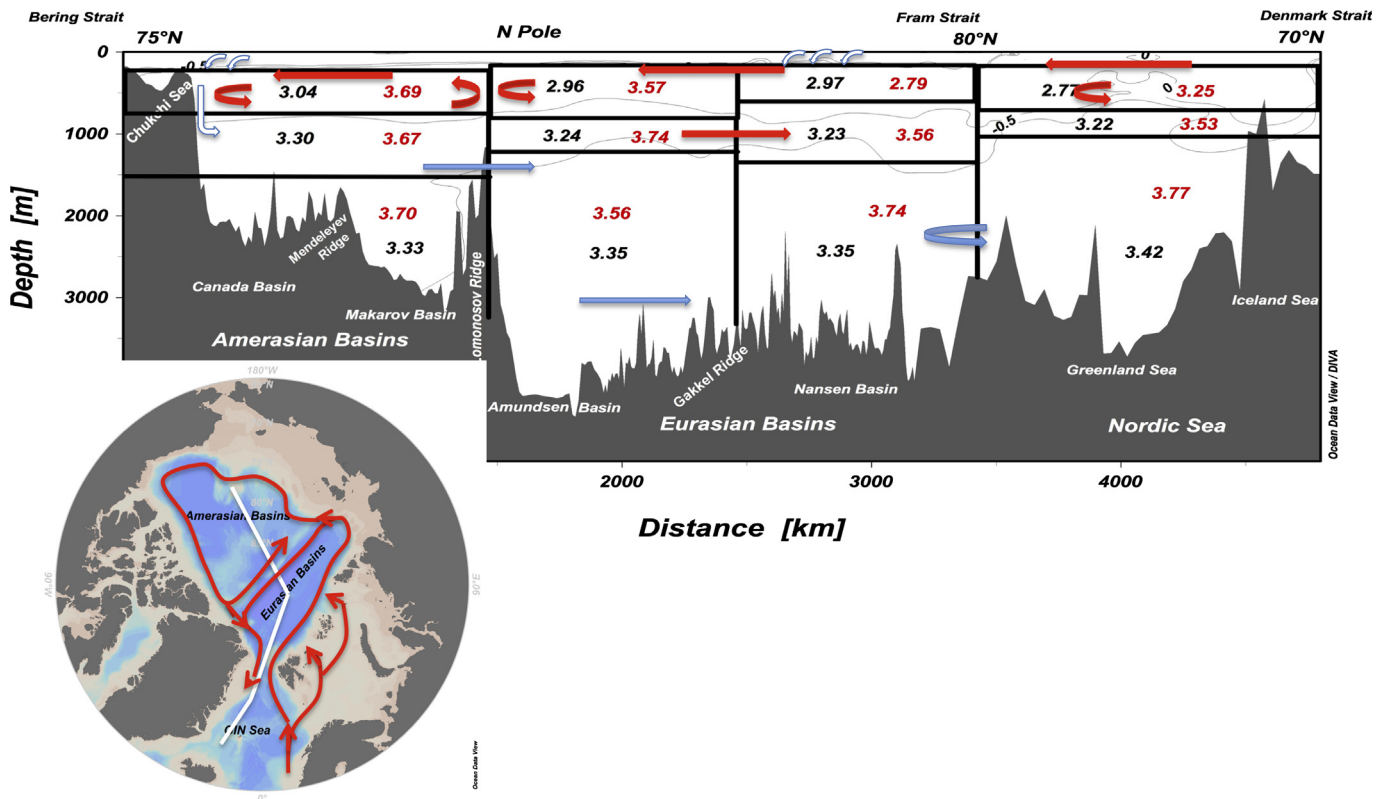 Bering Strait
Fram Strait
Denmark Strait
75°N
N Pole
80°N
70°N
0
1000
2000
3000
Depth [m]
-0.5
0
0
-0.5
3.04
3.69
2.96
3.57
2.97
2.79
2.77
3.25
3.30
3.67
3.24
3.74
3.23
3.56
3.22
3.53
3.70
3.33
3.56
3.35
3.74
3.35
3.77
3.42
Chukchi Sea
Mendeleyev
Ridge
Canada Basin
Makarov Basin
Lomonosov Ridge
Amerasian Basins
Amundsen Basin
Gakkel Ridge
Nansen Basin
Eurasian Basins
Greenland Sea
Iceland Sea
Nordic Sea
Ocean Data View / DIVA
2000
3000
4000
Distance [km]
180°W
90°W
90°E
0°
80°N
Amerasian Basins
Eurasian Basins
GIN Sea
Ocean Data View